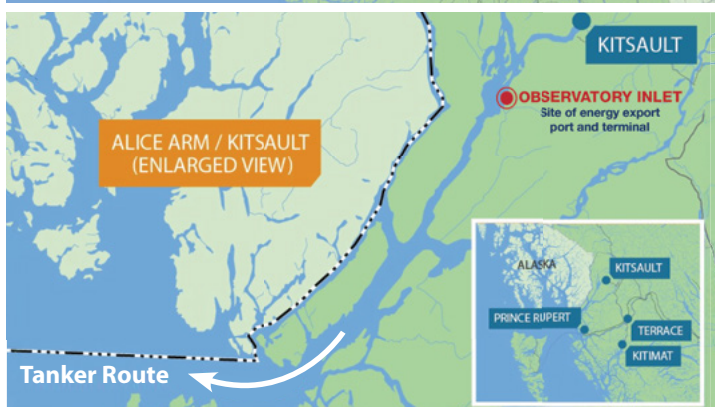 KITSAULT
OBSERVATORY INLET
Site of energy export
port and terminal
ALICE ARM / KITSAULT
(ENLARGED VIEW)
ALASKA
KITSAULT
PRINCE RUPERT
TERRACE
KITIMAT
Tanker Route